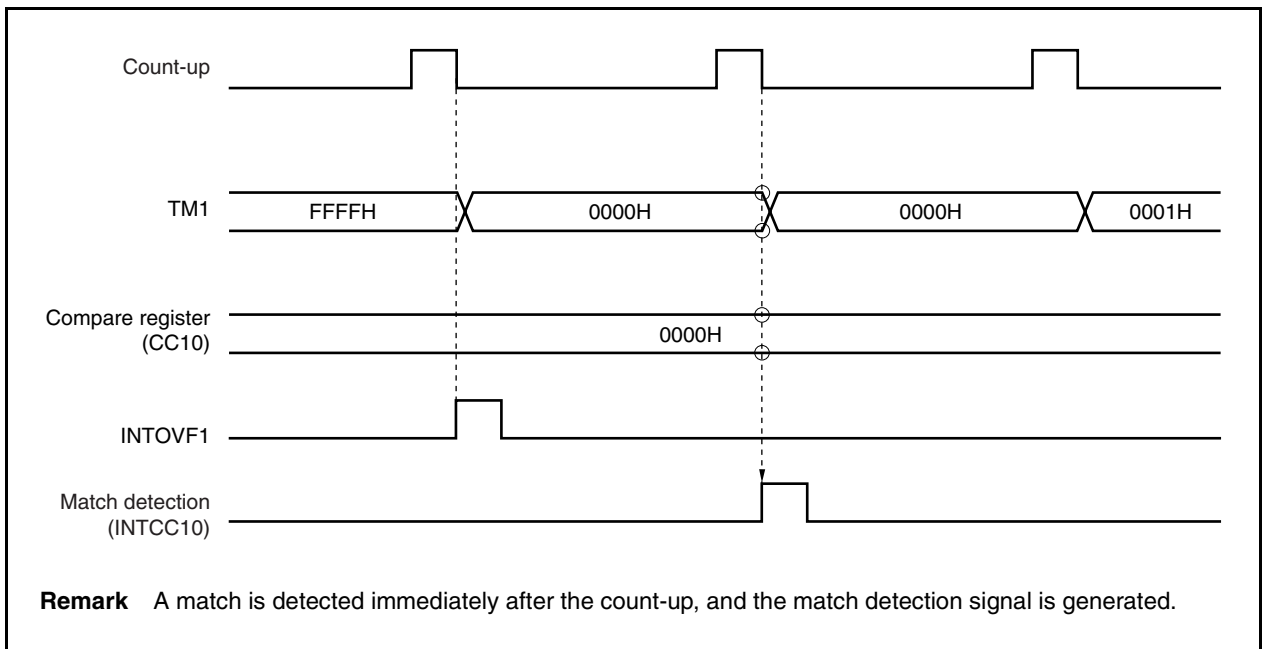 Count-up
TM1
FFFFH 0000H 0000H 0001H
Compare register
(CC10)
0000H
INTOVF1
Match detection
(INTCC10)
Remark A match is detected immediately after the count-up, and the match detection signal is generated.